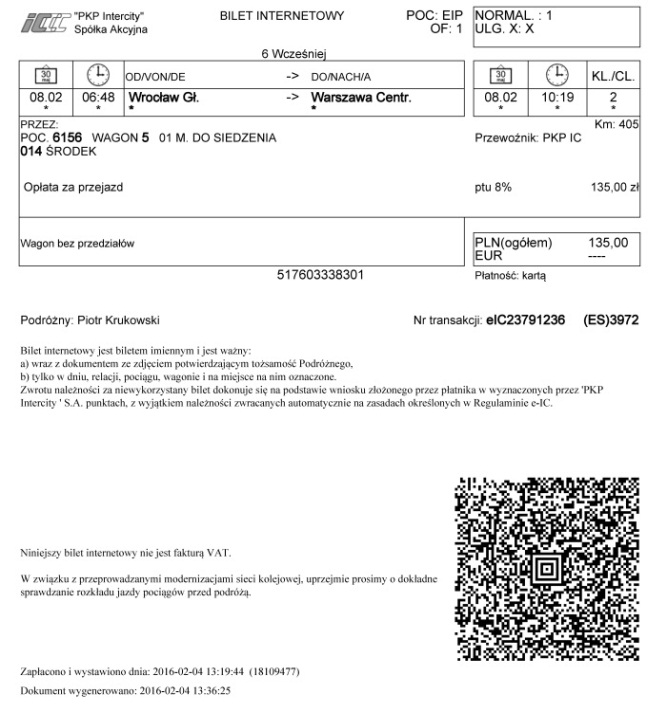 iCIC "PKP Intercity" BILET INTERNETOWY POC: EIP NORMAL. : 1
Spółka Akcyjna OF: 1 ULG. X: X
6 Wcześniej
30 maj OD/VON/DE -> DO/NACH/A 30 maj KL./CL.
08.02 06:48 Wrocław Gł. -> Warszawa Centr. 08.02 10:19 2
* * * * * * *
PRZEZ: Km: 405
POC. 6156 WAGON 5 01 M. DO SIEDZENIA Przewoźnik: PKP IC
014 ŚRODEK
Opłata za przejazd ptu 8% 135,00 zł
Wagon bez przedziałów PLN(ogółem) 135,00
EUR ----
517603338301 Płatność: kartą
Podróżny: Piotr Krukowski Nr transakcji: eIC23791236 (ES)3972
Bilet internetowy jest biletem imiennym i jest ważny:
a) wraz z dokumentem ze zdjęciem potwierdzającym tożsamość Podróżnego,
b) tylko w dniu, relacji, pociągu, wagonie i na miejsce na nim oznaczone.
Zwrotu należności za niewykorzystany bilet dokonuje się na podstawie wniosku złożonego przez płatnika w wyznaczonych przez 'PKP
Intercity ' S.A. punktach, z wyjątkiem należności zwracanych automatycznie na zasadach określonych w Regulaminie e-IC.
Niniejszy bilet internetowy nie jest fakturą VAT.
W związku z przeprowadzanymi modernizacjami sieci kolejowej, uprzejmie prosimy o dokładne
sprawdzanie rozkładu jazdy pociągów przed podróżą.
Zapłacono i wystawiono dnia: 2016-02-04 13:19:44 (18109477)
Dokument wygenerowano: 2016-02-04 13:36:25